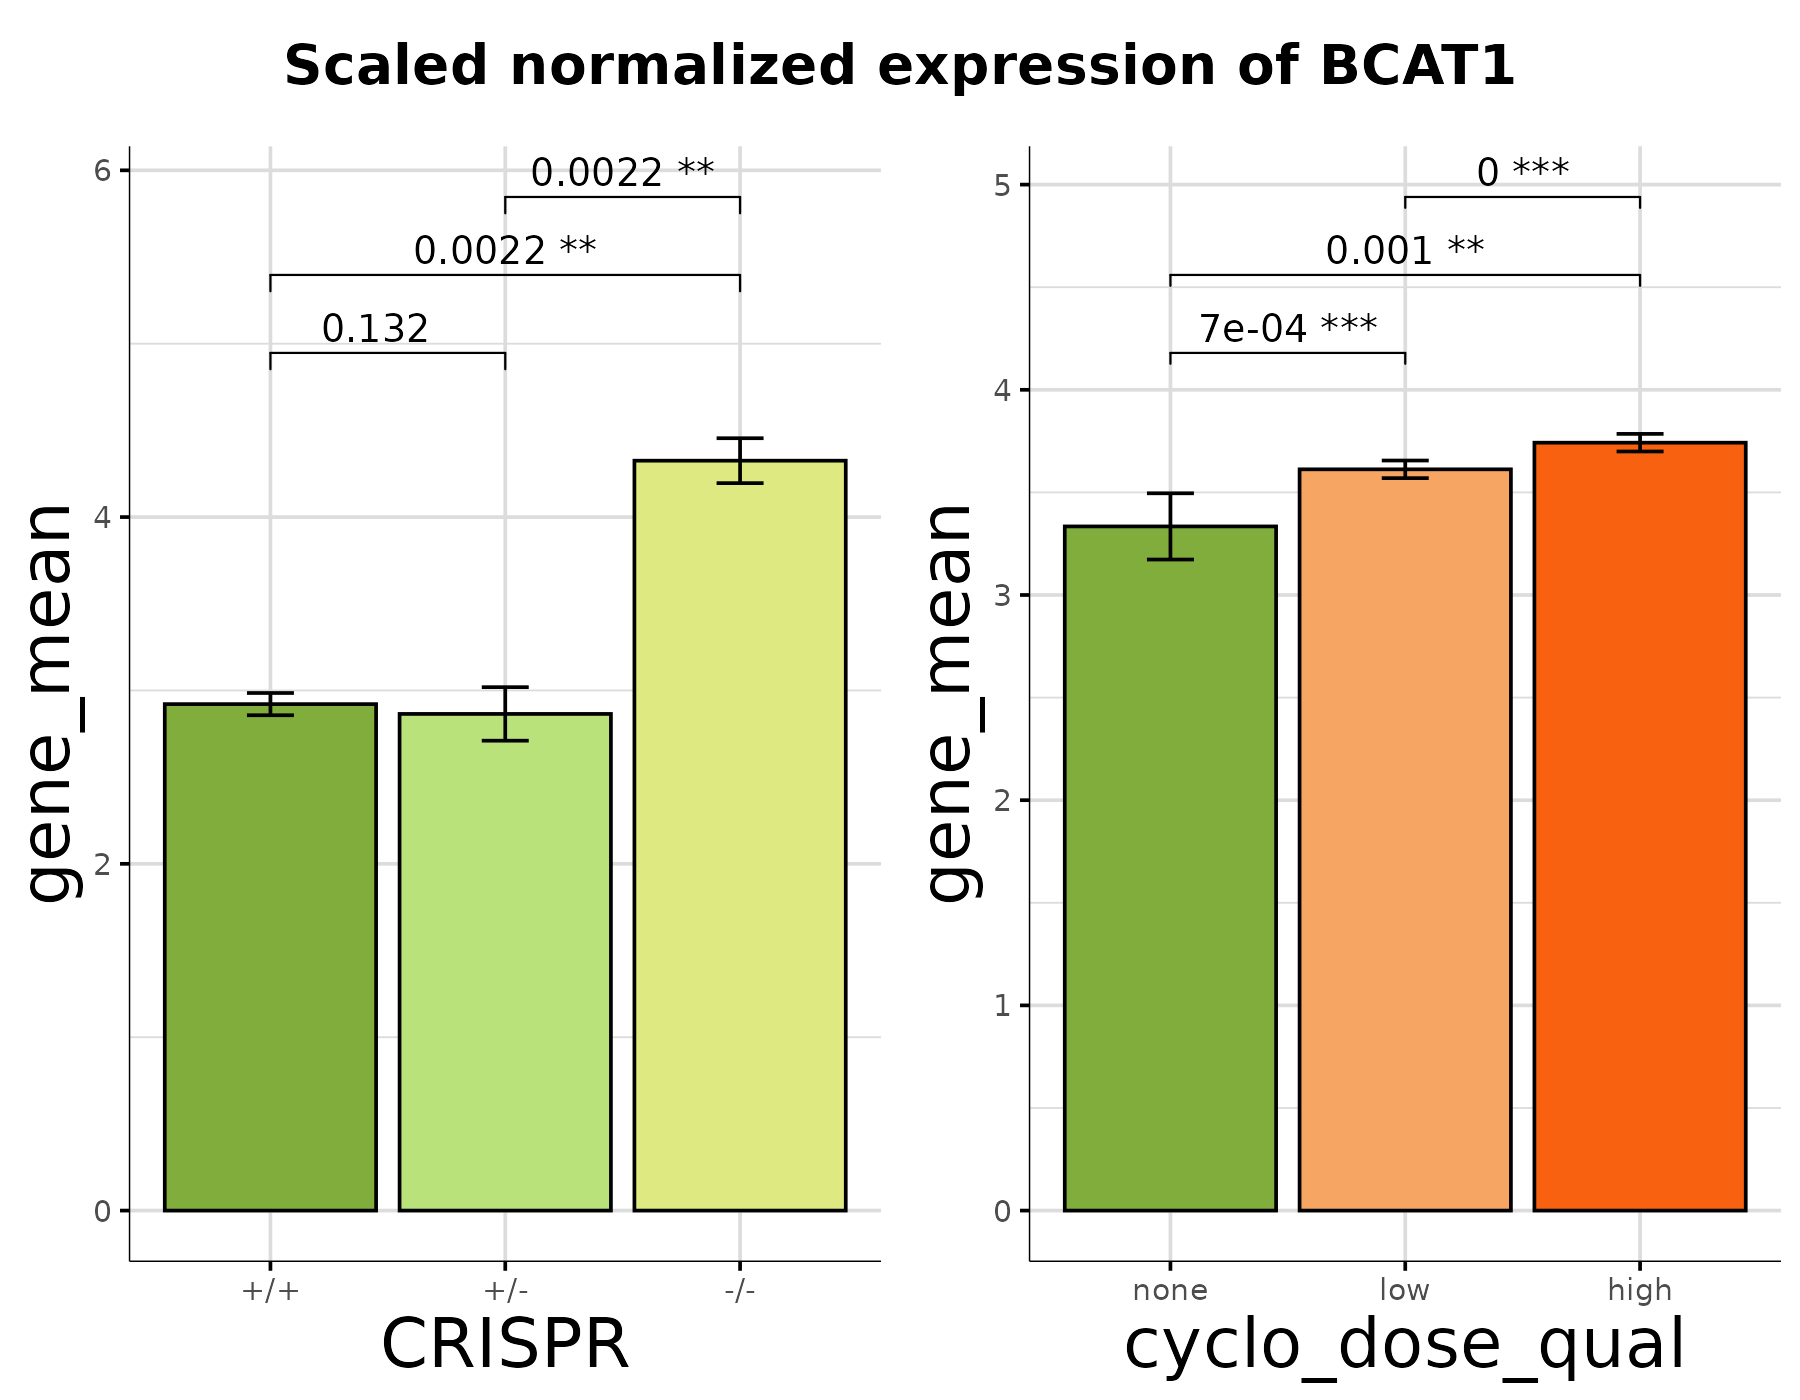 Scaled normalized expression of BCAT1
gene_mean
6
4
2
0
0.0022 **
0.0022 **
0.132
+/+
+/-
-/-
CRISPR
gene_mean
5
4
3
2
1
0
0 ***
0.001 **
7e-04 ***
none
low
high
cyclo_dose_qual